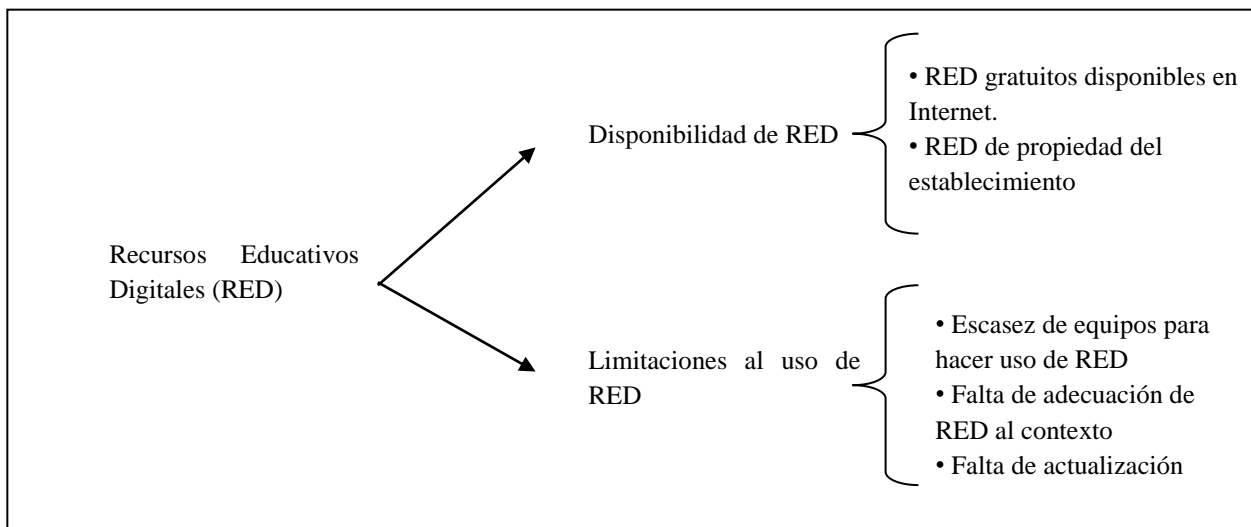 Recursos Educativos
Digitales (RED)
Disponibilidad de RED
• RED gratuitos disponibles en
Internet.
• RED de propiedad del
establecimiento
Limitaciones al uso de
RED
• Escasez de equipos para
hacer uso de RED
• Falta de adecuación de
RED al contexto
• Falta de actualización